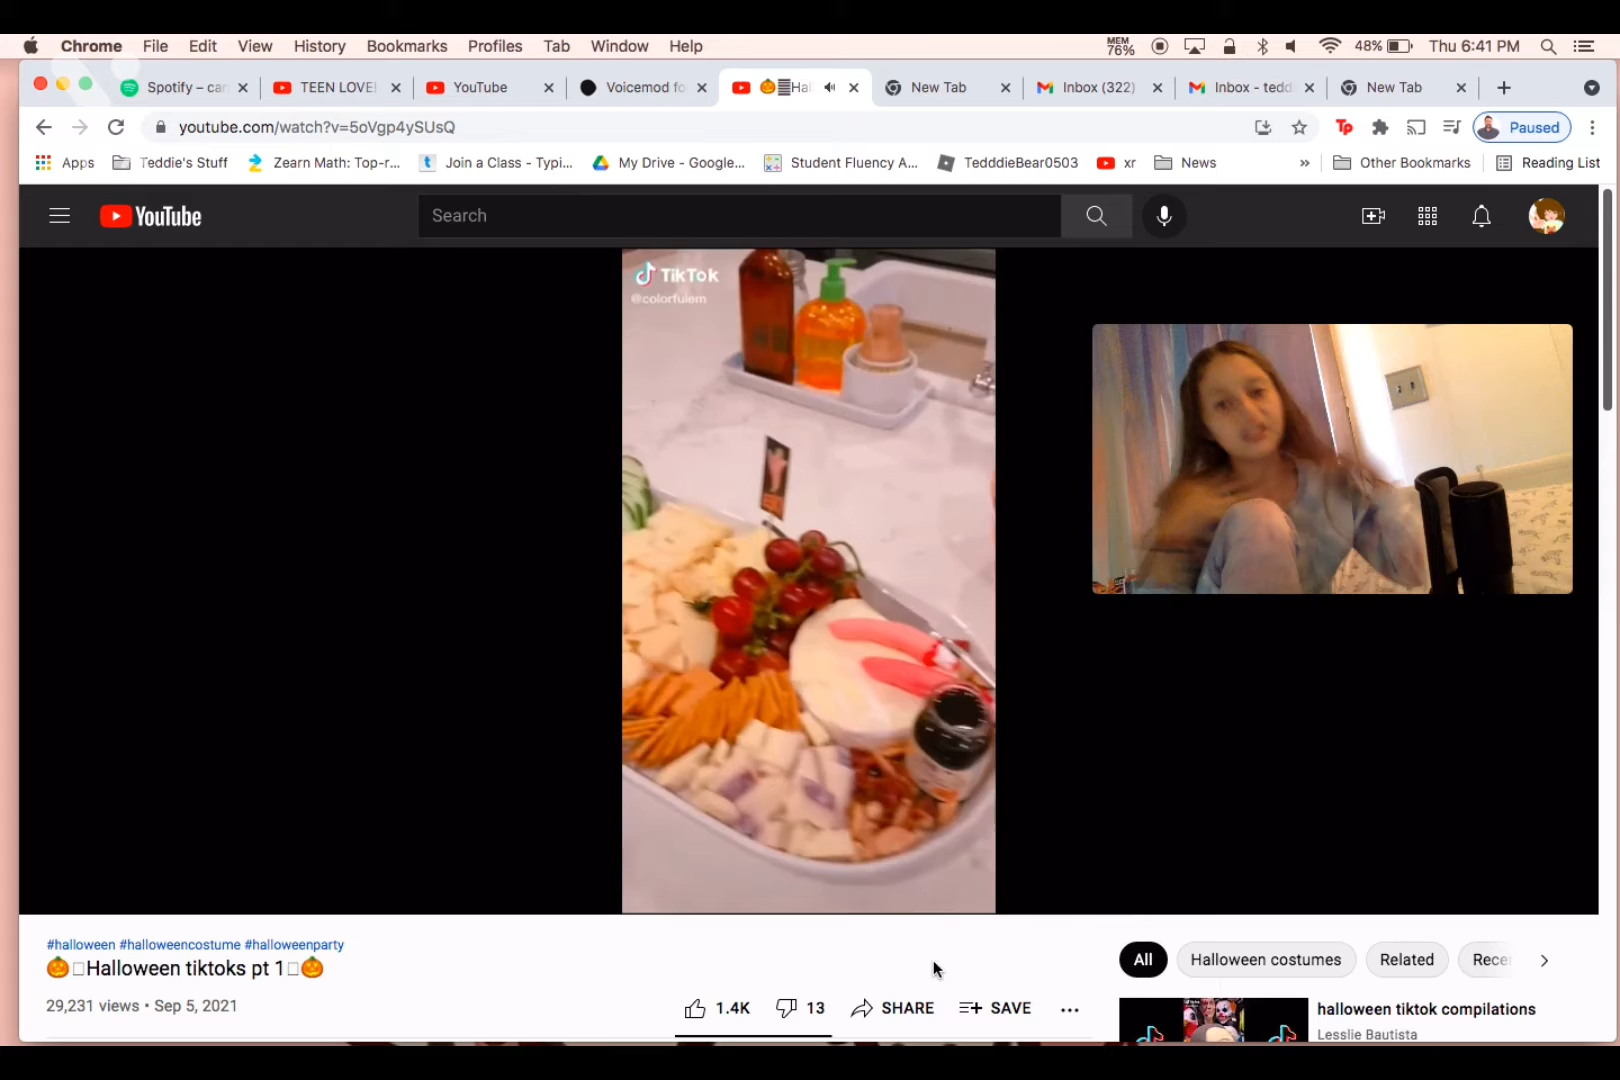 Chrome File Edit View History Bookmarks Profiles Tab Window Help MEM 76% 48% Thu 6:41 PM
Spotify – car TEEN LOVE! YouTube Voicemod fo Hal New Tab Inbox (322) Inbox - tedd New Tab
youtube.com/watch?v=5oVgp4ySUsQ Tp Paused
Apps Teddie's Stuff Zearn Math: Top-r... t Join a Class - Typi... My Drive - Google... Student Fluency A... TedddieBear0503 xr News » Other Bookmarks Reading List
YouTube Search
TikTok
@colorfulem
#halloween #halloweencostume #halloweenparty
🎃□Halloween tiktoks pt 1□🎃
29,231 views • Sep 5, 2021
1.4K 13 SHARE SAVE ...
All Halloween costumes Related Rece
halloween tiktok compilations
Lesslie Bautista